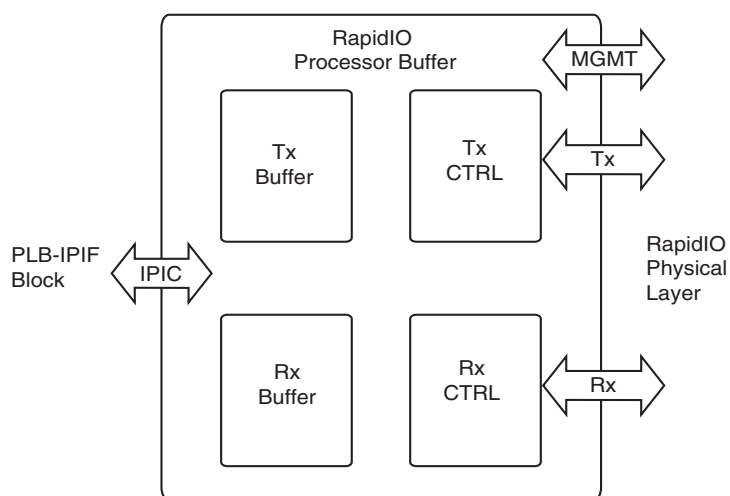 RapidIO
Processor Buffer
MGMT
Tx
Buffer
Tx
CTRL
Tx
PLB-IPIF
Block
IPIC
RapidIO
Physical
Layer
Rx
Buffer
Rx
CTRL
Rx